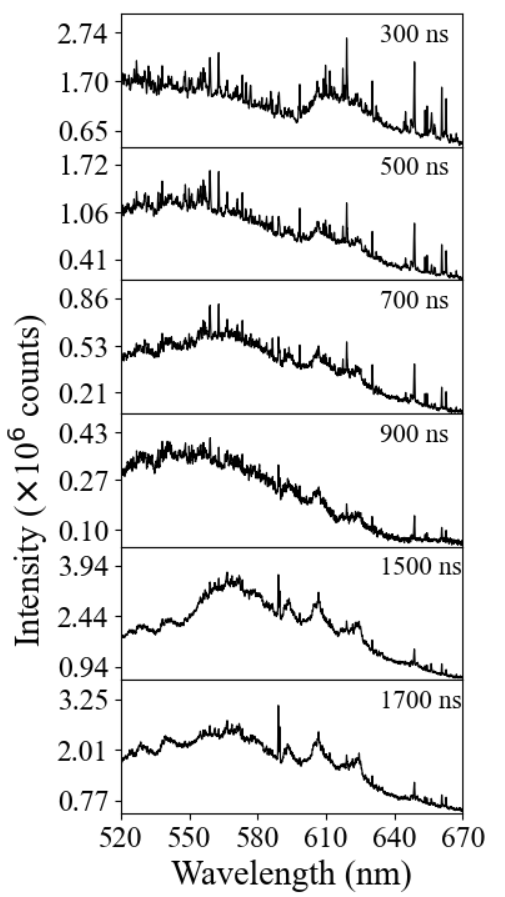 300 ns
2.74
1.70
0.65
500 ns
1.72
1.06
0.41
700 ns
0.86
0.53
0.21
900 ns
0.43
0.27
0.10
1500 ns
3.94
2.44
0.94
1700 ns
3.25
2.01
0.77
520 550 580 610 640 670
Wavelength (nm)
Intensity (×10⁶ counts)